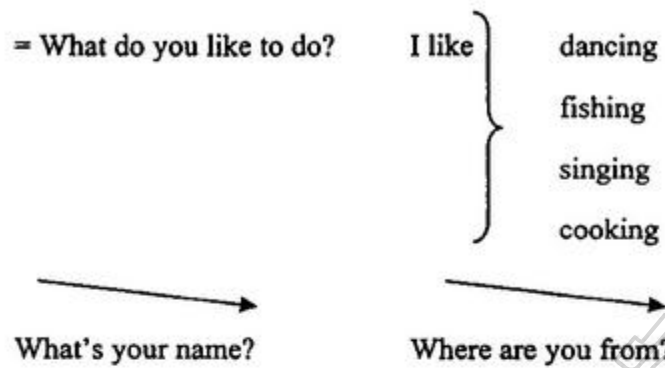 = What do you like to do? I like dancing
fishing
singing
cooking
What's your name? Where are you from?